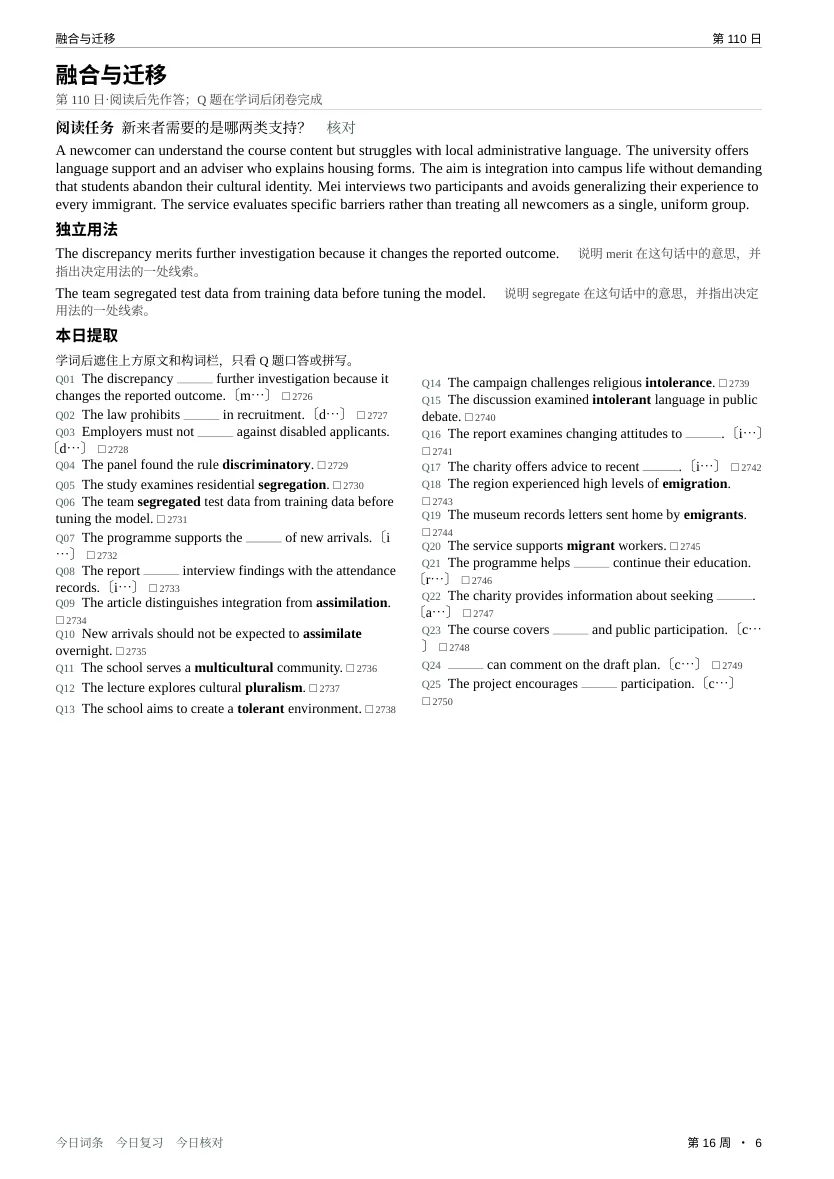 融合与迁移 第 110 日
融合与迁移
第 110 日·阅读后先作答；Q 题在学词后闭卷完成
阅读任务 新来者需要的是哪两类支持？ 核对
A newcomer can understand the course content but struggles with local administrative language. The university offers
language support and an adviser who explains housing forms. The aim is integration into campus life without demanding
that students abandon their cultural identity. Mei interviews two participants and avoids generalizing their experience to
every immigrant. The service evaluates specific barriers rather than treating all newcomers as a single, uniform group.
独立用法
The discrepancy merits further investigation because it changes the reported outcome. 说明 merit 在这句话中的意思，并
指出决定用法的一处线索。
The team segregated test data from training data before tuning the model. 说明 segregate 在这句话中的意思，并指出决定
用法的一处线索。
本日提取
学词后遮住上方原文和构词栏，只看 Q 题口答或拼写。
Q01 The discrepancy _____ further investigation because it
changes the reported outcome.〔m···〕 □ 2726
Q02 The law prohibits _____ in recruitment.〔d···〕 □ 2727
Q03 Employers must not _____ against disabled applicants.
〔d···〕 □ 2728
Q04 The panel found the rule discriminatory. □ 2729
Q05 The study examines residential segregation. □ 2730
Q06 The team segregated test data from training data before
tuning the model. □ 2731
Q07 The programme supports the _____ of new arrivals.〔i
···〕 □ 2732
Q08 The report _____ interview findings with the attendance
records.〔i···〕 □ 2733
Q09 The article distinguishes integration from assimilation.
□ 2734
Q10 New arrivals should not be expected to assimilate
overnight. □ 2735
Q11 The school serves a multicultural community. □ 2736
Q12 The lecture explores cultural pluralism. □ 2737
Q13 The school aims to create a tolerant environment. □ 2738
Q14 The campaign challenges religious intolerance. □ 2739
Q15 The discussion examined intolerant language in public
debate. □ 2740
Q16 The report examines changing attitudes to _____.〔i···〕
□ 2741
Q17 The charity offers advice to recent _____.〔i···〕 □ 2742
Q18 The region experienced high levels of emigration.
□ 2743
Q19 The museum records letters sent home by emigrants.
□ 2744
Q20 The service supports migrant workers. □ 2745
Q21 The programme helps _____ continue their education.
〔r···〕 □ 2746
Q22 The charity provides information about seeking _____.
〔a···〕 □ 2747
Q23 The course covers _____ and public participation.〔c···
〕 □ 2748
Q24 _____ can comment on the draft plan.〔c···〕 □ 2749
Q25 The project encourages _____ participation.〔c···〕
□ 2750
今日词条 今日复习 今日核对 第 16 周 · 6